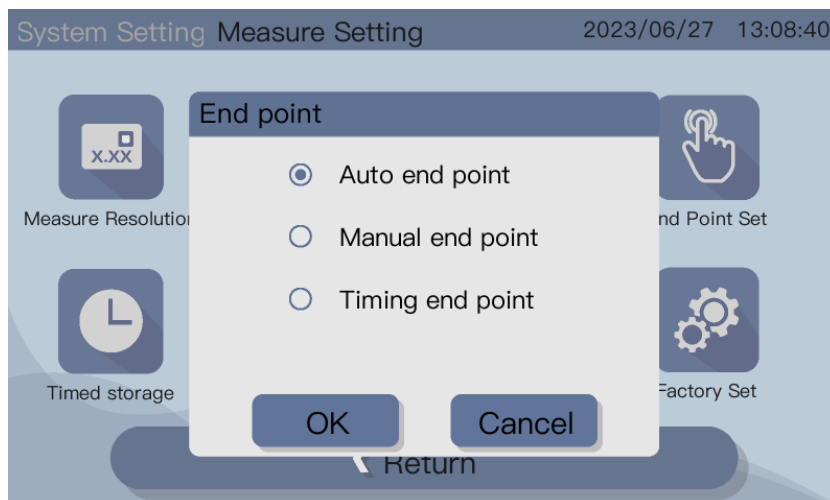 System Setting Measure Setting 2023/06/27 13:08:40
End point
x.xx
Auto end point
Measure Resolutio
nd Point Set
Manual end point
Timing end point
Timed storage
Factory Set
OK Cancel
Return